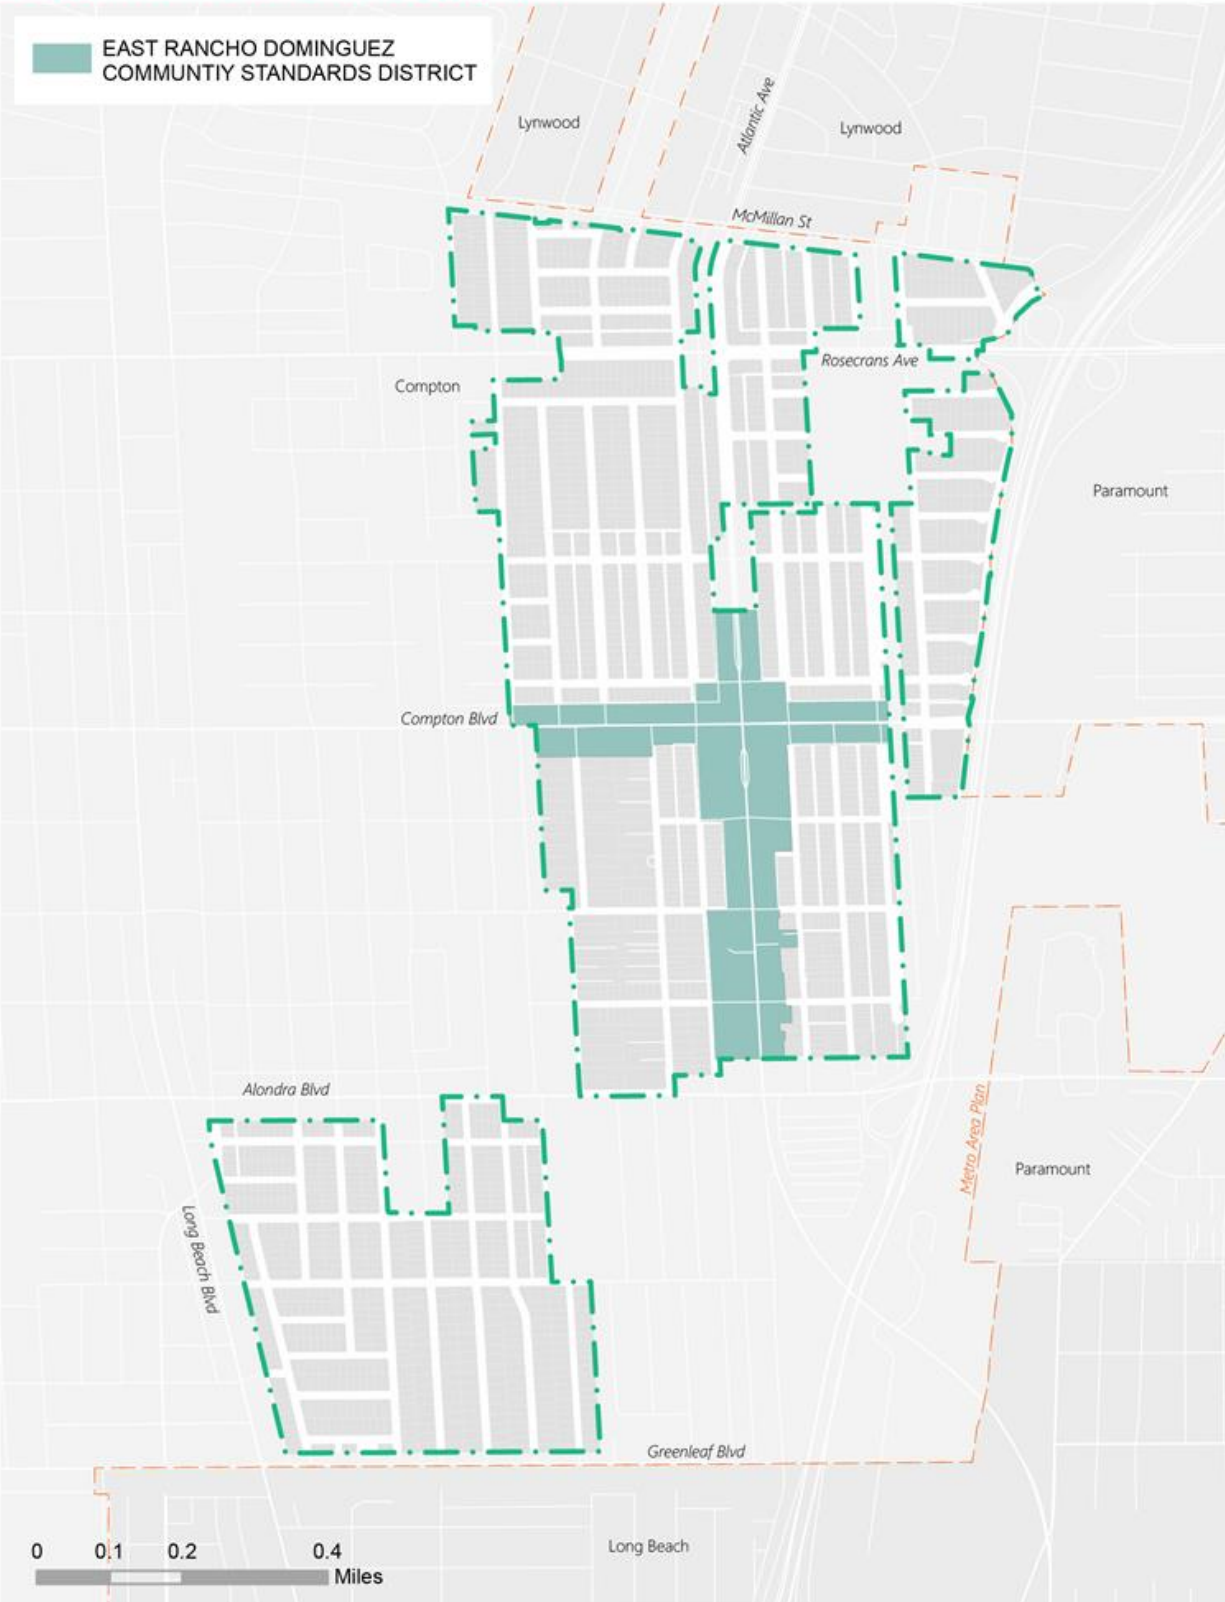 EAST RANCHO DOMINGUEZ
COMMUNTIY STANDARDS DISTRICT
Lynwood
Atlantic Ave
Lynwood
McMillan St
Rosecrans Ave
Compton
Paramount
Compton Blvd
Alondra Blvd
Metro Area Plan
Paramount
Long Beach Blvd
Greenleaf Blvd
Long Beach
0 0.1 0.2 0.4
Miles